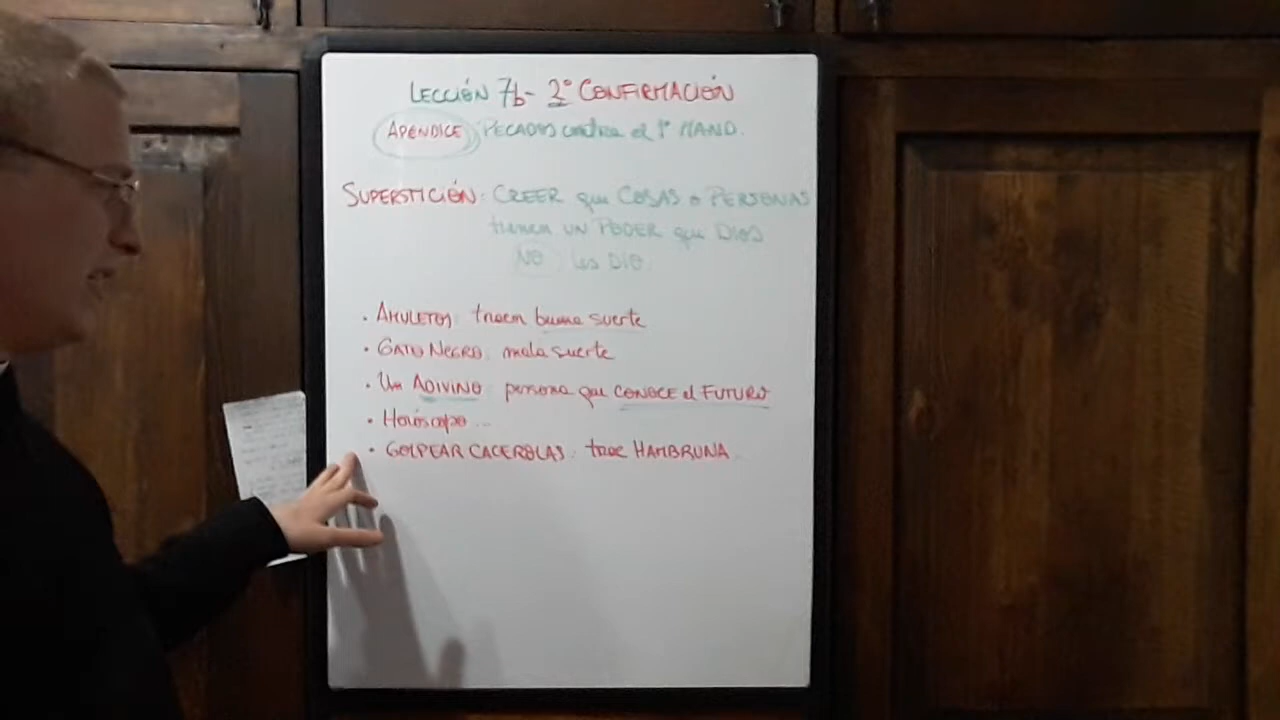 LECCIÓN 7b - 2º CONFIRMACIÓN
APÉNDICE: PECADOS contra el 1º MAND.
SUPERSTICIÓN: CREER que COSAS o PERSONAS
tienen UN PODER que DIOS
NO les DIO.
• AMULETOS: traen buena suerte
• GATO NEGRO: mala suerte
• Un ADIVINO: persona que CONOCE el FUTURO
• Horóscopo ...
• GOLPEAR CACEROLAS: trae HAMBRUNA